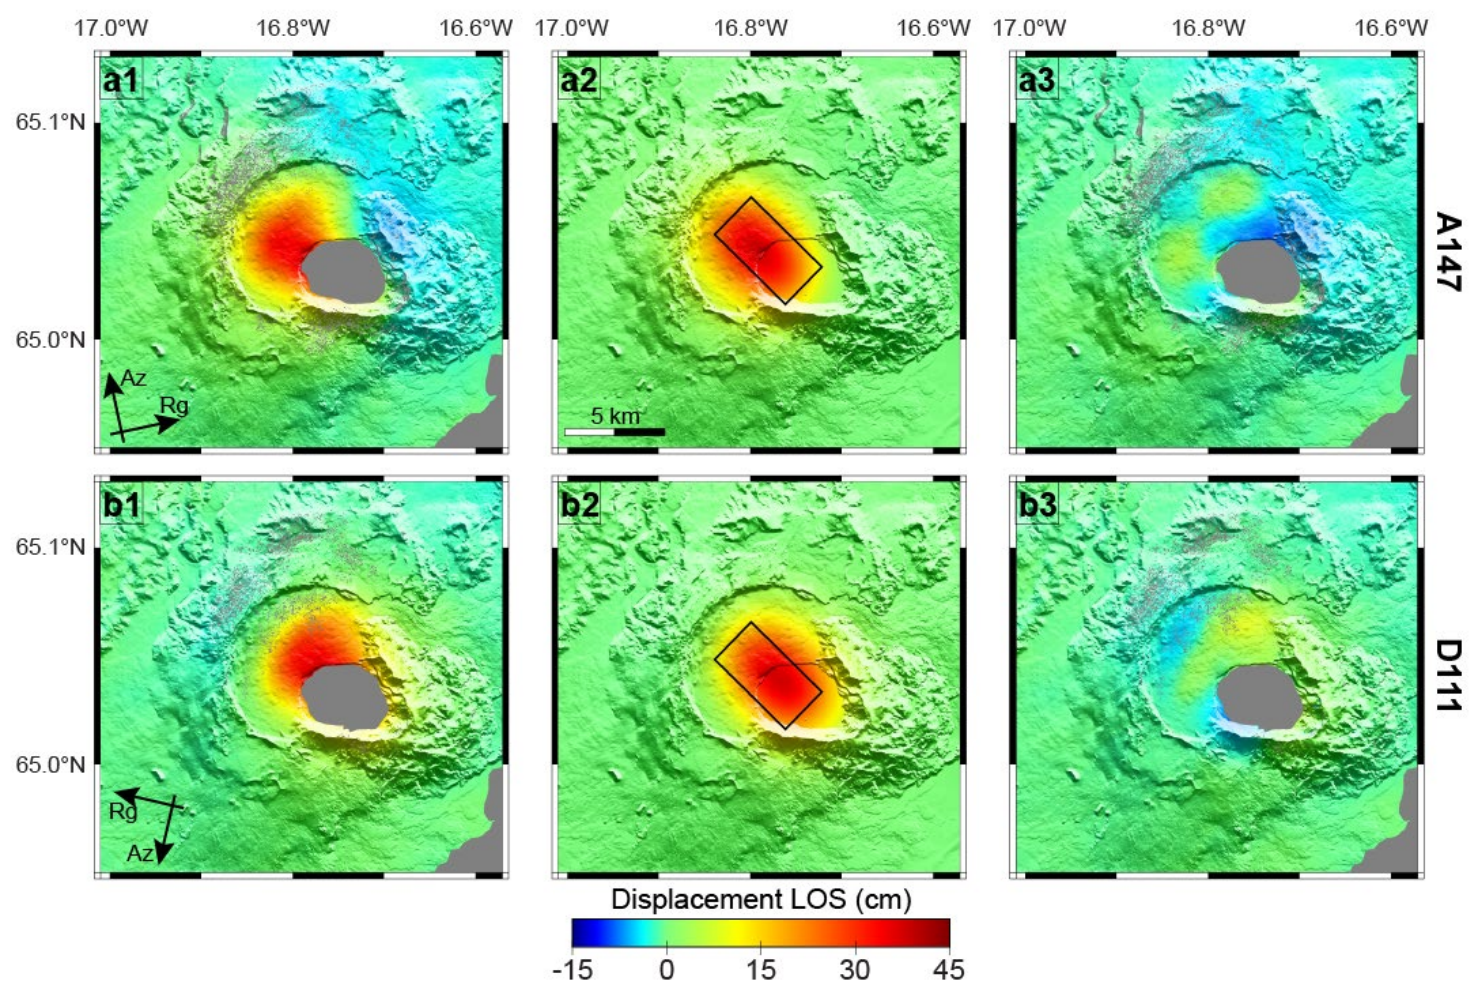 17.0°W 16.8°W 16.6°W 17.0°W 16.8°W 16.6°W 17.0°W 16.8°W 16.6°W
a1 a2 a3
65.1°N
A147
65.0°N
Az
Rg
5 km
b1 b2 b3
65.1°N
D111
65.0°N
Rg
Az
Displacement LOS (cm)
-15 0 15 30 45